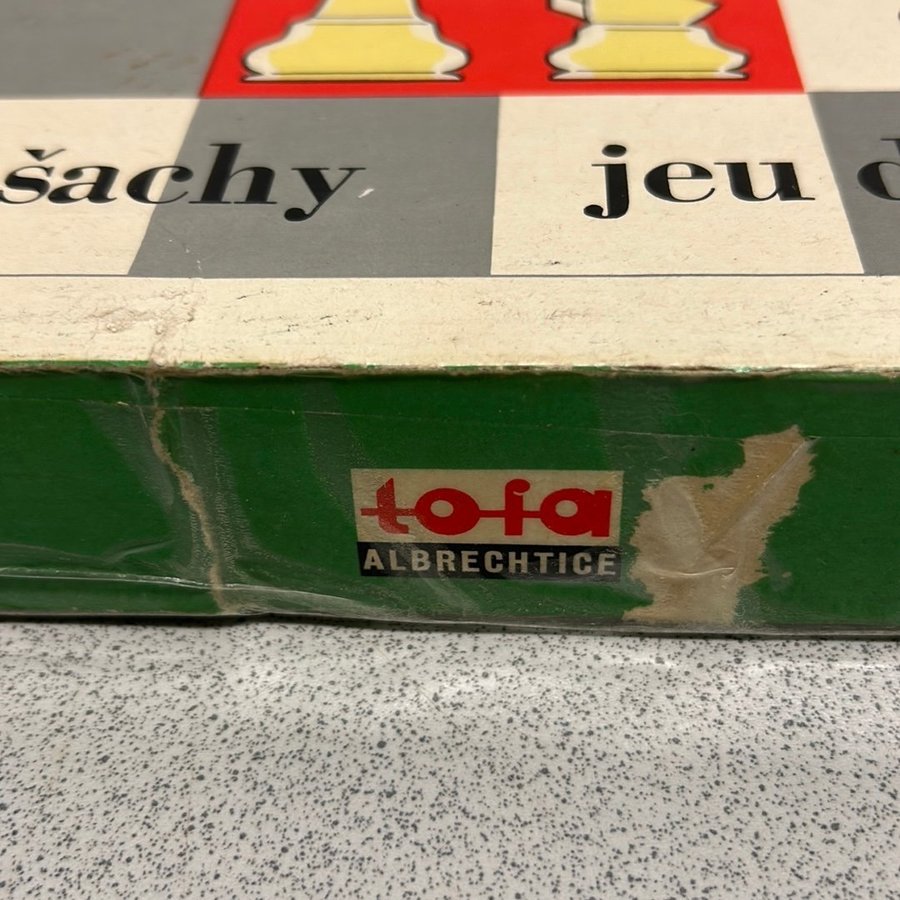 šachy jeu d
tofa
ALBRECHTICE